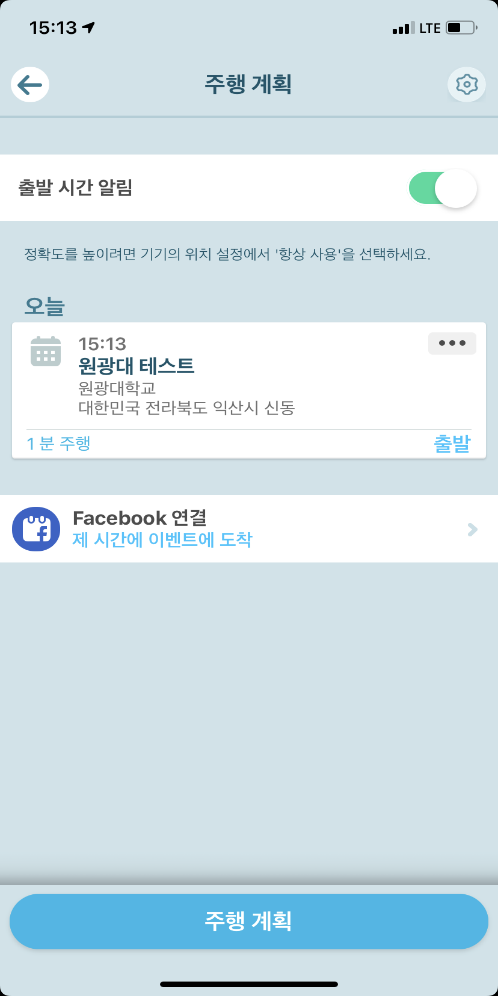 15:13
LTE
주행 계획
출발 시간 알림
정확도를 높이려면 기기의 위치 설정에서 '항상 사용'을 선택하세요.
오늘
15:13
원광대 테스트
원광대학교
대한민국 전라북도 익산시 신동
1 분 주행
출발
Facebook 연결
제 시간에 이벤트에 도착
주행 계획